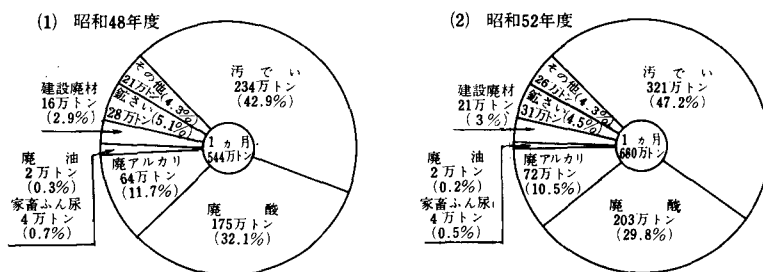 (1) 昭和48年度
汚でい
234万トン
(42.9%)
廃酸
175万トン
(32.1%)
廃アルカリ
64万トン
(11.7%)
家畜ふん尿
4万トン
(0.7%)
廃油
2万トン
(0.3%)
建設廃材
16万トン
(2.9%)
鉱さい
28万トン(5.1%)
その他
21万トン(4.3%)
1ヵ月
544万トン
(2) 昭和52年度
汚でい
321万トン
(47.2%)
廃酸
203万トン
(29.8%)
廃アルカリ
72万トン
(10.5%)
家畜ふん尿
4万トン
(0.5%)
廃油
2万トン
(0.2%)
建設廃材
21万トン
(3%)
鉱さい
31万トン(4.5%)
その他
26万トン(4.3%)
1ヵ月
680万トン